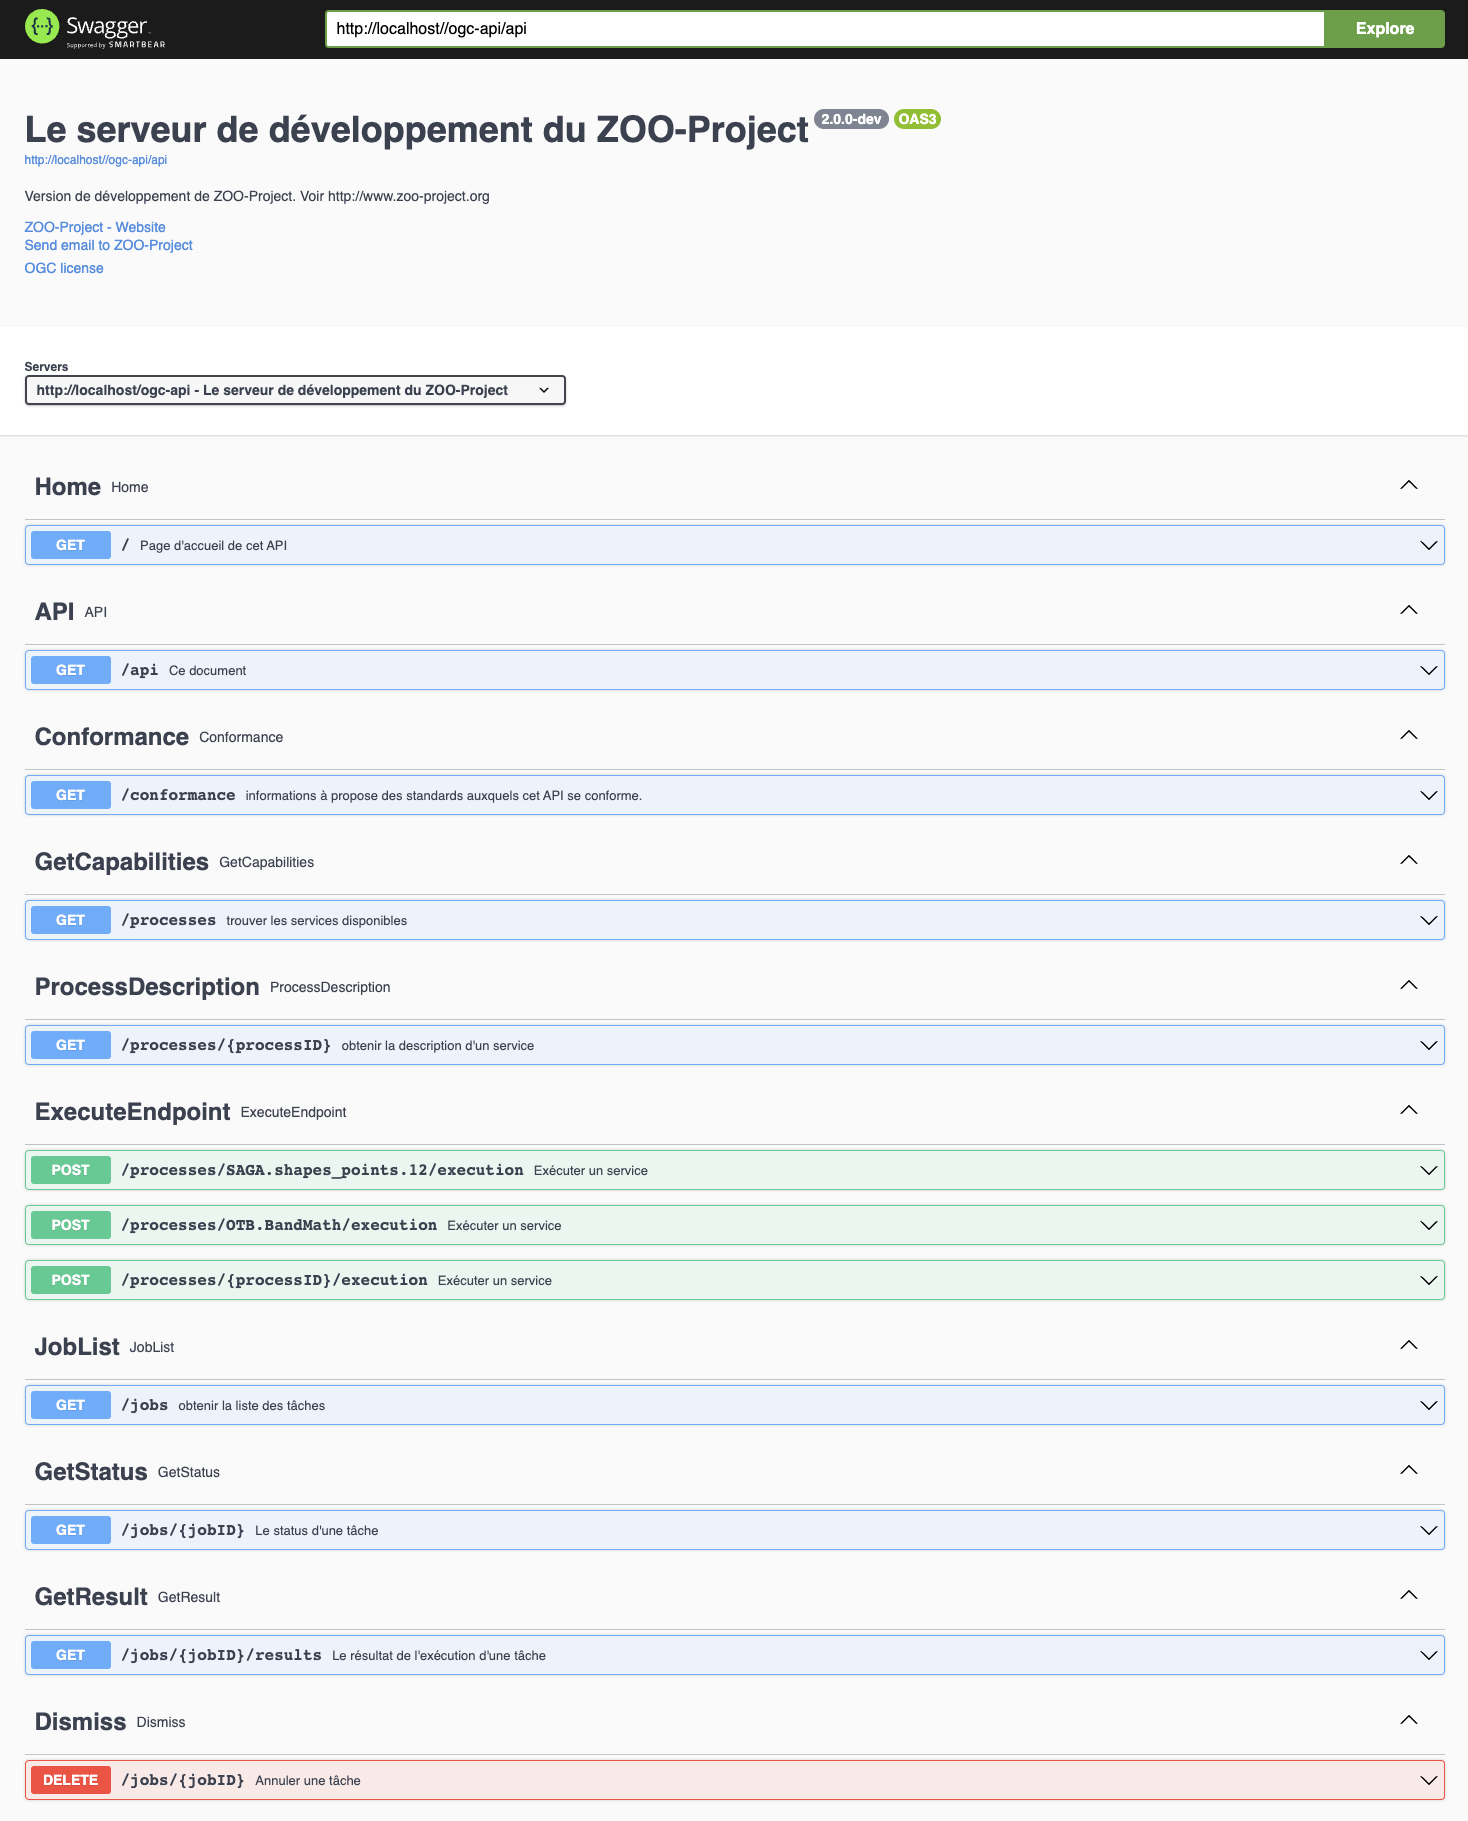 Swagger
Supported by SMARTBEAR
http://localhost//ogc-api/api
Explore
Le serveur de développement du ZOO-Project 2.0.0-dev OAS3
http://localhost//ogc-api/api
Version de développement de ZOO-Project. Voir http://www.zoo-project.org
ZOO-Project - Website
Send email to ZOO-Project
OGC license
Servers
http://localhost/ogc-api - Le serveur de développement du ZOO-Project
Home Home
GET / Page d'accueil de cet API
API API
GET /api Ce document
Conformance Conformance
GET /conformance informations à propose des standards auxquels cet API se conforme.
GetCapabilities GetCapabilities
GET /processes trouver les services disponibles
ProcessDescription ProcessDescription
GET /processes/{processID} obtenir la description d'un service
ExecuteEndpoint ExecuteEndpoint
POST /processes/SAGA.shapes_points.12/execution Exécuter un service
POST /processes/OTB.BandMath/execution Exécuter un service
POST /processes/{processID}/execution Exécuter un service
JobList JobList
GET /jobs obtenir la liste des tâches
GetStatus GetStatus
GET /jobs/{jobID} Le status d'une tâche
GetResult GetResult
GET /jobs/{jobID}/results Le résultat de l'exécution d'une tâche
Dismiss Dismiss
DELETE /jobs/{jobID} Annuler une tâche